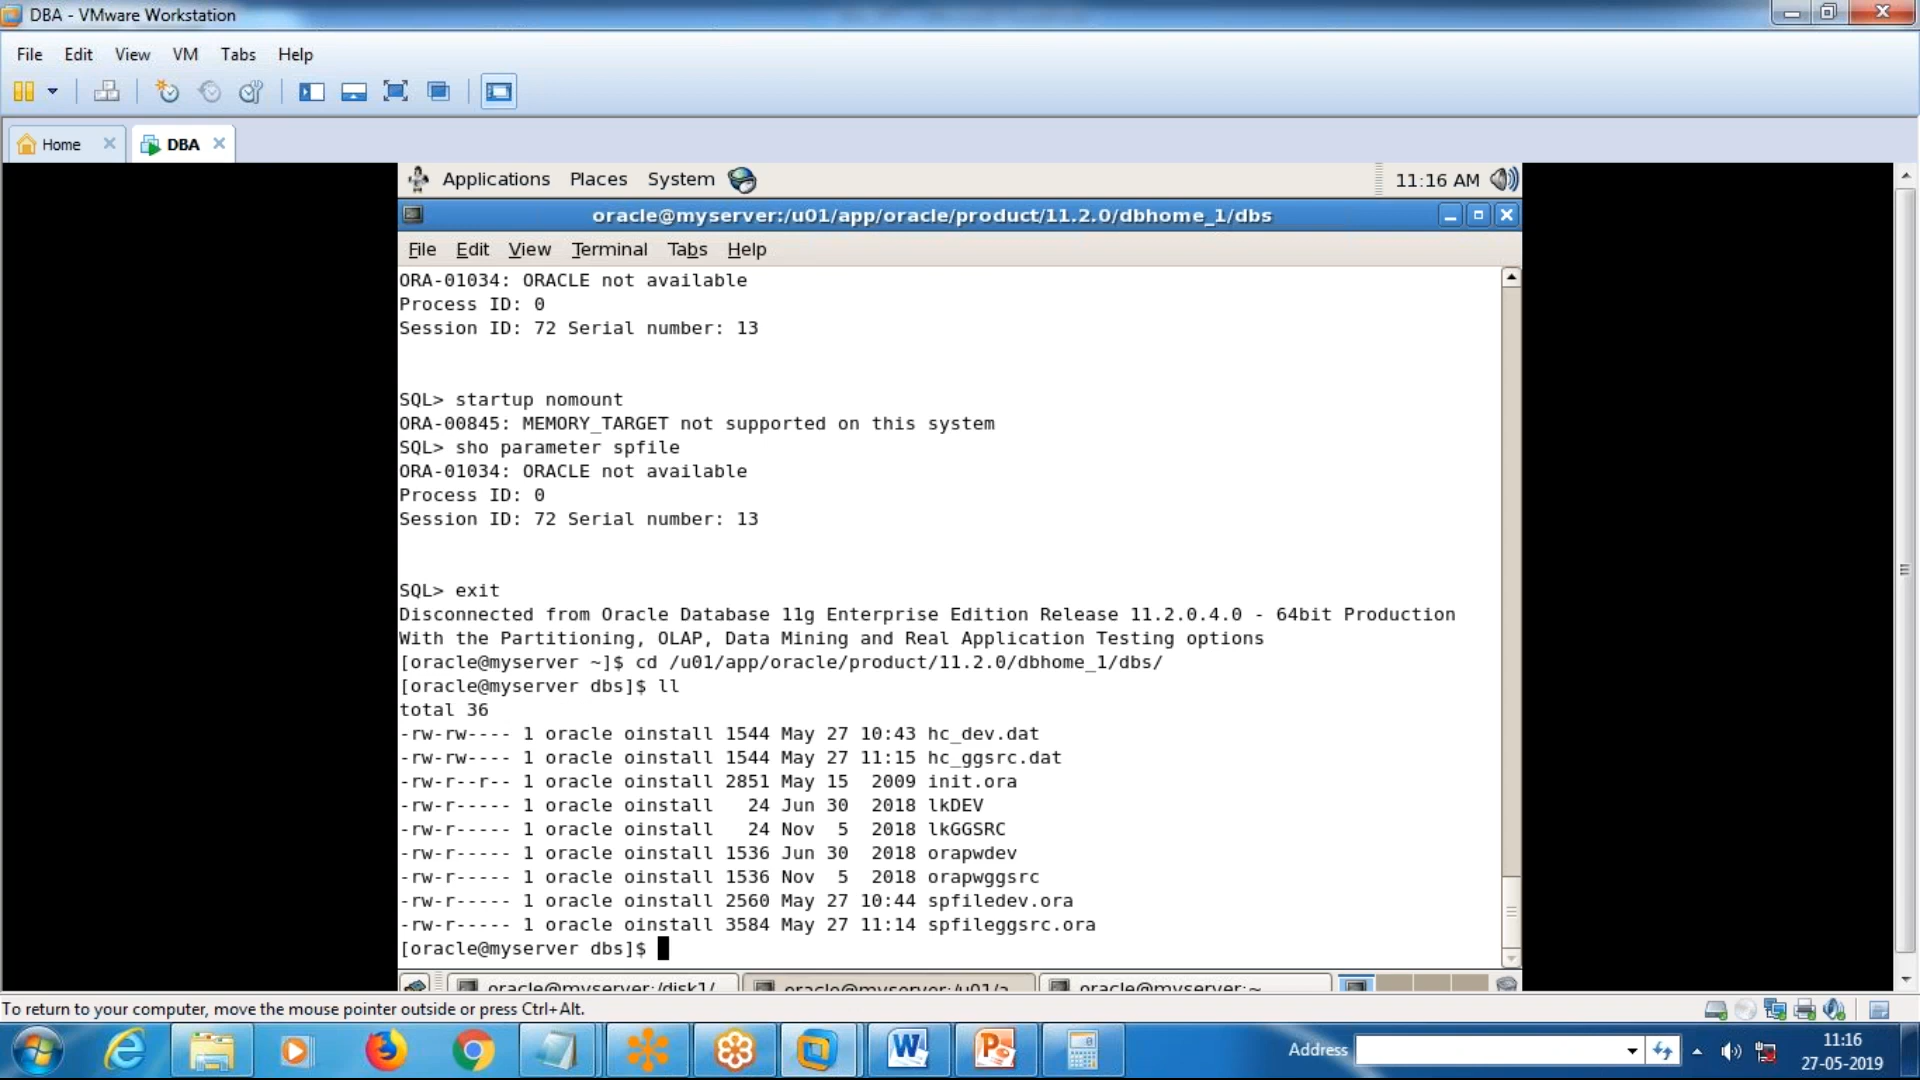 DBA - VMware Workstation
File Edit View VM Tabs Help
Home DBA
Applications Places System 11:16 AM
oracle@myserver:/u01/app/oracle/product/11.2.0/dbhome_1/dbs
File Edit View Terminal Tabs Help
ORA-01034: ORACLE not available
Process ID: 0
Session ID: 72 Serial number: 13
SQL> startup nomount
ORA-00845: MEMORY_TARGET not supported on this system
SQL> sho parameter spfile
ORA-01034: ORACLE not available
Process ID: 0
Session ID: 72 Serial number: 13
SQL> exit
Disconnected from Oracle Database 11g Enterprise Edition Release 11.2.0.4.0 - 64bit Production
With the Partitioning, OLAP, Data Mining and Real Application Testing options
[oracle@myserver ~]$ cd /u01/app/oracle/product/11.2.0/dbhome_1/dbs/
[oracle@myserver dbs]$ ll
total 36
-rw-rw---- 1 oracle oinstall 1544 May 27 10:43 hc_dev.dat
-rw-rw---- 1 oracle oinstall 1544 May 27 11:15 hc_ggsrc.dat
-rw-r--r-- 1 oracle oinstall 2851 May 15  2009 init.ora
-rw-r----- 1 oracle oinstall   24 Jun 30  2018 lkDEV
-rw-r----- 1 oracle oinstall   24 Nov  5  2018 lkGGSRC
-rw-r----- 1 oracle oinstall 1536 Jun 30  2018 orapwdev
-rw-r----- 1 oracle oinstall 1536 Nov  5  2018 orapwggsrc
-rw-r----- 1 oracle oinstall 2560 May 27 10:44 spfiledev.ora
-rw-r----- 1 oracle oinstall 3584 May 27 11:14 spfileggsrc.ora
[oracle@myserver dbs]$
oracle@myserver:/disk1/ oracle@myserver:/u01/a oracle@myserver:~
To return to your computer, move the mouse pointer outside or press Ctrl+Alt.
Address 11:16
27-05-2019